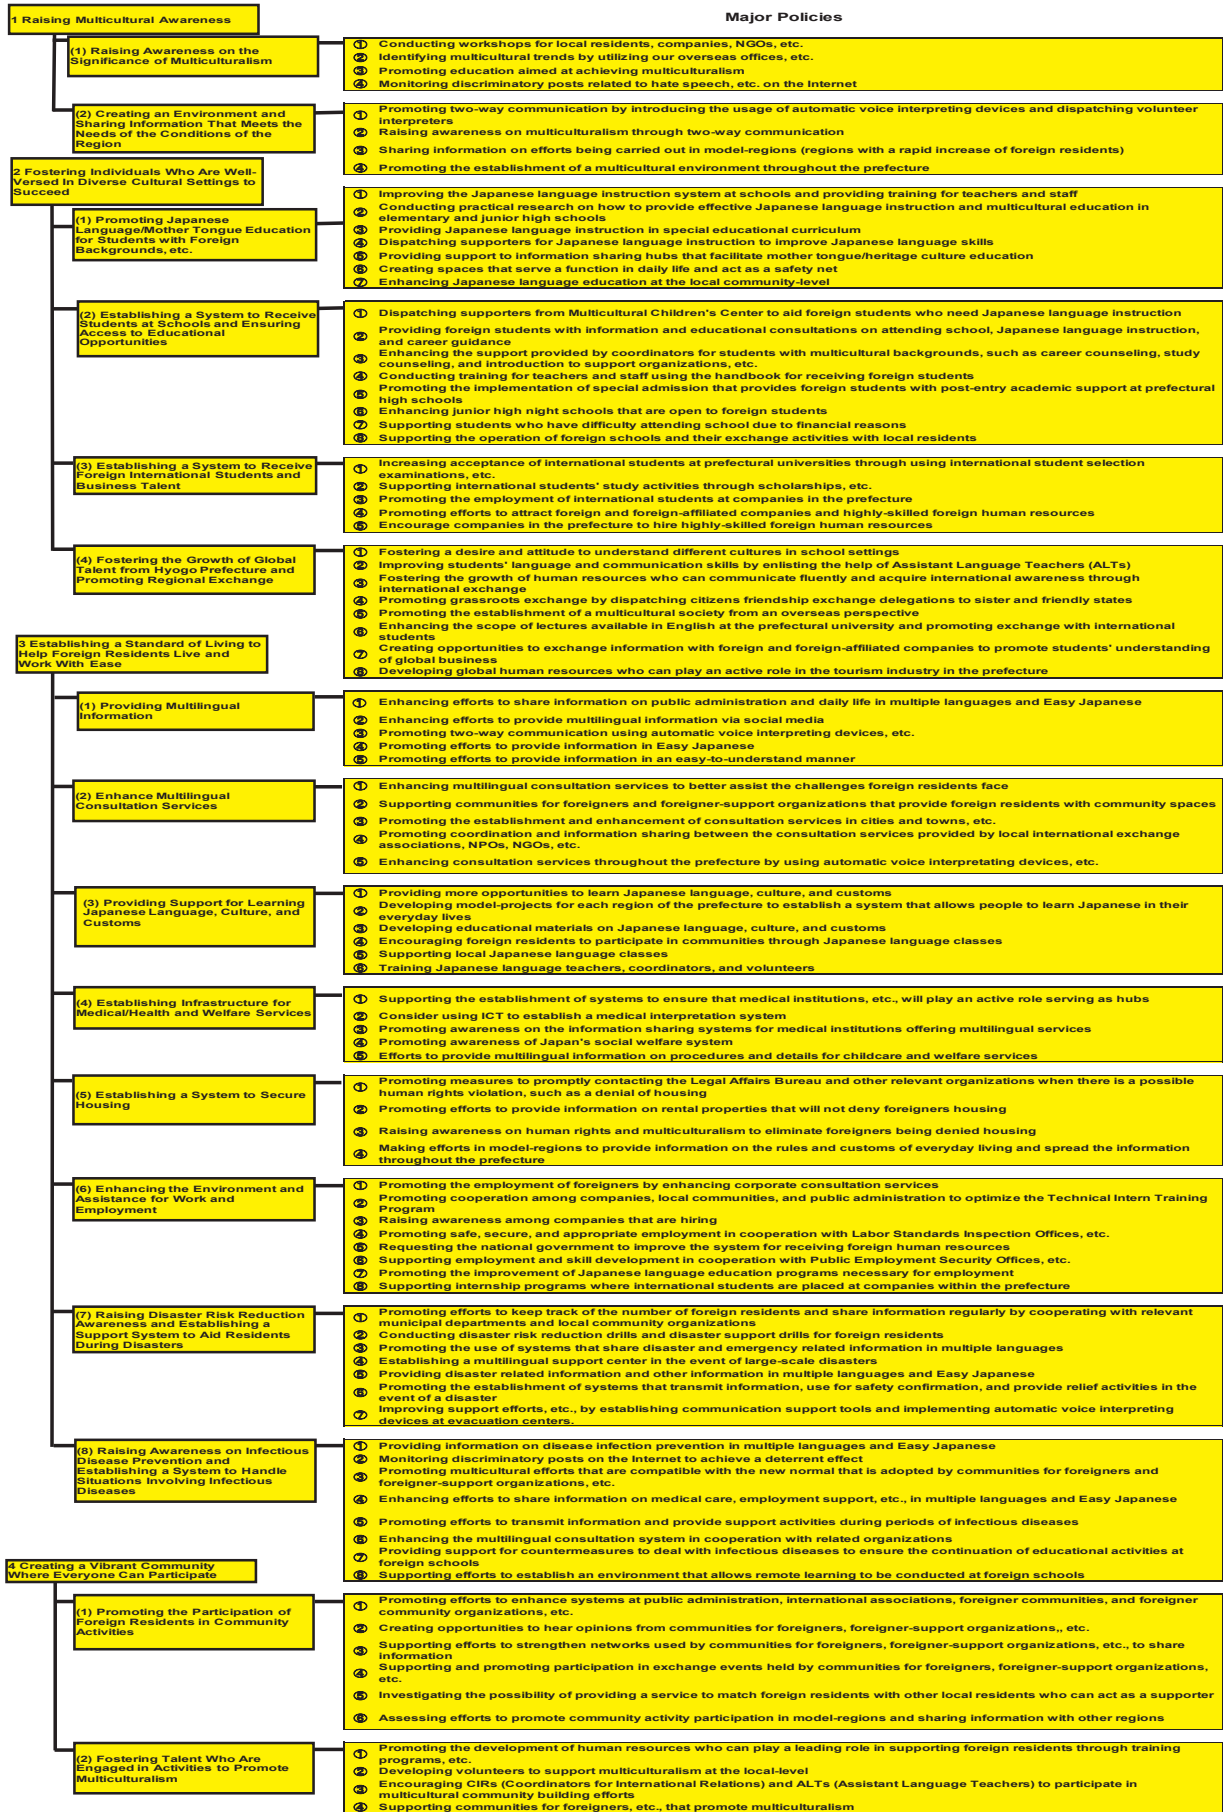 Major Policies
1 Raising Multicultural Awareness
(1) Raising Awareness on the
Significance of Multiculturalism
① Conducting workshops for local residents, companies, NGOs, etc.
② Identifying multicultural trends by utilizing our overseas offices, etc.
③ Promoting education aimed at achieving multiculturalism
④ Monitoring discriminatory posts related to hate speech, etc. on the Internet
(2) Creating an Environment and
Sharing Information That Meets the
Needs of the Conditions of the
Region
① Promoting two-way communication by introducing the usage of automatic voice interpreting devices and dispatching volunteer
interpreters
② Raising awareness on multiculturalism through two-way communication
③ Sharing information on efforts being carried out in model-regions (regions with a rapid increase of foreign residents)
④ Promoting the establishment of a multicultural environment throughout the prefecture
2 Fostering Individuals Who Are Well-
Versed In Diverse Cultural Settings to
Succeed
(1) Promoting Japanese
Language/Mother Tongue Education
for Students with Foreign
Backgrounds, etc.
① Improving the Japanese language instruction system at schools and providing training for teachers and staff
② Conducting practical research on how to provide effective Japanese language instruction and multicultural education in
elementary and junior high schools
③ Providing Japanese language instruction in special educational curriculum
④ Dispatching supporters for Japanese language instruction to improve Japanese language skills
⑤ Providing support to information sharing hubs that facilitate mother tongue/heritage culture education
⑥ Creating spaces that serve a function in daily life and act as a safety net
⑦ Enhancing Japanese language education at the local community-level
(2) Establishing a System to Receive
Students at Schools and Ensuring
Access to Educational
Opportunities
① Dispatching supporters from Multicultural Children's Center to aid foreign students who need Japanese language instruction
② Providing foreign students with information and educational consultations on attending school, Japanese language instruction,
and career guidance
③ Enhancing the support provided by coordinators for students with multicultural backgrounds, such as career counseling, study
counseling, and introduction to support organizations, etc.
④ Conducting training for teachers and staff using the handbook for receiving foreign students
⑤ Promoting the implementation of special admission that provides foreign students with post-entry academic support at prefectural
high schools
⑥ Enhancing junior high night schools that are open to foreign students
⑦ Supporting students who have difficulty attending school due to financial reasons
⑧ Supporting the operation of foreign schools and their exchange activities with local residents
(3) Establishing a System to Receive
Foreign International Students and
Business Talent
① Increasing acceptance of international students at prefectural universities through using international student selection
examinations, etc.
② Supporting international students' study activities through scholarships, etc.
③ Promoting the employment of international students at companies in the prefecture
④ Promoting efforts to attract foreign and foreign-affiliated companies and highly-skilled foreign human resources
⑤ Encourage companies in the prefecture to hire highly-skilled foreign human resources
(4) Fostering the Growth of Global
Talent from Hyogo Prefecture and
Promoting Regional Exchange
① Fostering a desire and attitude to understand different cultures in school settings
② Improving students' language and communication skills by enlisting the help of Assistant Language Teachers (ALTs)
③ Fostering the growth of human resources who can communicate fluently and acquire international awareness through
international exchange
④ Promoting grassroots exchange by dispatching citizens friendship exchange delegations to sister and friendly states
⑤ Promoting the establishment of a multicultural society from an overseas perspective
⑥ Enhancing the scope of lectures available in English at the prefectural university and promoting exchange with international
students
⑦ Creating opportunities to exchange information with foreign and foreign-affiliated companies to promote students' understanding
of global business
⑧ Developing global human resources who can play an active role in the tourism industry in the prefecture
3 Establishing a Standard of Living to
Help Foreign Residents Live and
Work With Ease
(1) Providing Multilingual
Information
① Enhancing efforts to share information on public administration and daily life in multiple languages and Easy Japanese
② Enhancing efforts to provide multilingual information via social media
③ Promoting two-way communication using automatic voice interpreting devices, etc.
④ Promoting efforts to provide information in Easy Japanese
⑤ Promoting efforts to provide information in an easy-to-understand manner
(2) Enhance Multilingual
Consultation Services
① Enhancing multilingual consultation services to better assist the challenges foreign residents face
② Supporting communities for foreigners and foreigner-support organizations that provide foreign residents with community spaces
③ Promoting the establishment and enhancement of consultation services in cities and towns, etc.
④ Promoting coordination and information sharing between the consultation services provided by local international exchange
associations, NPOs, NGOs, etc.
⑤ Enhancing consultation services throughout the prefecture by using automatic voice interpretating devices, etc.
(3) Providing Support for Learning
Japanese Language, Culture, and
Customs
① Providing more opportunities to learn Japanese language, culture, and customs
② Developing model-projects for each region of the prefecture to establish a system that allows people to learn Japanese in their
everyday lives
③ Developing educational materials on Japanese language, culture, and customs
④ Encouraging foreign residents to participate in communities through Japanese language classes
⑤ Supporting local Japanese language classes
⑥ Training Japanese language teachers, coordinators, and volunteers
(4) Establishing Infrastructure for
Medical/Health and Welfare Services
① Supporting the establishment of systems to ensure that medical institutions, etc., will play an active role serving as hubs
② Consider using ICT to establish a medical interpretation system
③ Promoting awareness on the information sharing systems for medical institutions offering multilingual services
④ Promoting awareness of Japan's social welfare system
⑤ Efforts to provide multilingual information on procedures and details for childcare and welfare services
(5) Establishing a System to Secure
Housing
① Promoting measures to promptly contacting the Legal Affairs Bureau and other relevant organizations when there is a possible
human rights violation, such as a denial of housing
② Promoting efforts to provide information on rental properties that will not deny foreigners housing
③ Raising awareness on human rights and multiculturalism to eliminate foreigners being denied housing
④ Making efforts in model-regions to provide information on the rules and customs of everyday living and spread the information
throughout the prefecture
(6) Enhancing the Environment and
Assistance for Work and
Employment
① Promoting the employment of foreigners by enhancing corporate consultation services
② Promoting cooperation among companies, local communities, and public administration to optimize the Technical Intern Training
Program
③ Raising awareness among companies that are hiring
④ Promoting safe, secure, and appropriate employment in cooperation with Labor Standards Inspection Offices, etc.
⑤ Requesting the national government to improve the system for receiving foreign human resources
⑥ Supporting employment and skill development in cooperation with Public Employment Security Offices, etc.
⑦ Promoting the improvement of Japanese language education programs necessary for employment
⑧ Supporting internship programs where international students are placed at companies within the prefecture
(7) Raising Disaster Risk Reduction
Awareness and Establishing a
Support System to Aid Residents
During Disasters
① Promoting efforts to keep track of the number of foreign residents and share information regularly by cooperating with relevant
municipal departments and local community organizations
② Conducting disaster risk reduction drills and disaster support drills for foreign residents
③ Promoting the use of systems that share disaster and emergency related information in multiple languages
④ Establishing a multilingual support center in the event of large-scale disasters
⑤ Providing disaster related information and other information in multiple languages and Easy Japanese
⑥ Promoting the establishment of systems that transmit information, use for safety confirmation, and provide relief activities in the
event of a disaster
⑦ Improving support efforts, etc., by establishing communication support tools and implementing automatic voice interpreting
devices at evacuation centers.
(8) Raising Awareness on Infectious
Disease Prevention and
Establishing a System to Handle
Situations Involving Infectious
Diseases
① Providing information on disease infection prevention in multiple languages and Easy Japanese
② Monitoring discriminatory posts on the Internet to achieve a deterrent effect
③ Promoting multicultural efforts that are compatible with the new normal that is adopted by communities for foreigners and
foreigner-support organizations, etc.
④ Enhancing efforts to share information on medical care, employment support, etc., in multiple languages and Easy Japanese
⑤ Promoting efforts to transmit information and provide support activities during periods of infectious diseases
⑥ Enhancing the multilingual consultation system in cooperation with related organizations
⑦ Providing support for countermeasures to deal with infectious diseases to ensure the continuation of educational activities at
foreign schools
⑧ Supporting efforts to establish an environment that allows remote learning to be conducted at foreign schools
4 Creating a Vibrant Community
Where Everyone Can Participate
(1) Promoting the Participation of
Foreign Residents in Community
Activities
① Promoting efforts to enhance systems at public administration, international associations, foreigner communities, and foreigner
community organizations, etc.
② Creating opportunities to hear opinions from communities for foreigners, foreigner-support organizations,, etc.
③ Supporting efforts to strengthen networks used by communities for foreigners, foreigner-support organizations, etc., to share
information
④ Supporting and promoting participation in exchange events held by communities for foreigners, foreigner-support organizations,
etc.
⑤ Investigating the possibility of providing a service to match foreign residents with other local residents who can act as a supporter
⑥ Assessing efforts to promote community activity participation in model-regions and sharing information with other regions
(2) Fostering Talent Who Are
Engaged in Activities to Promote
Multiculturalism
① Promoting the development of human resources who can play a leading role in supporting foreign residents through training
programs, etc.
② Developing volunteers to support multiculturalism at the local-level
③ Encouraging CIRs (Coordinators for International Relations) and ALTs (Assistant Language Teachers) to participate in
multicultural community building efforts
④ Supporting communities for foreigners, etc., that promote multiculturalism